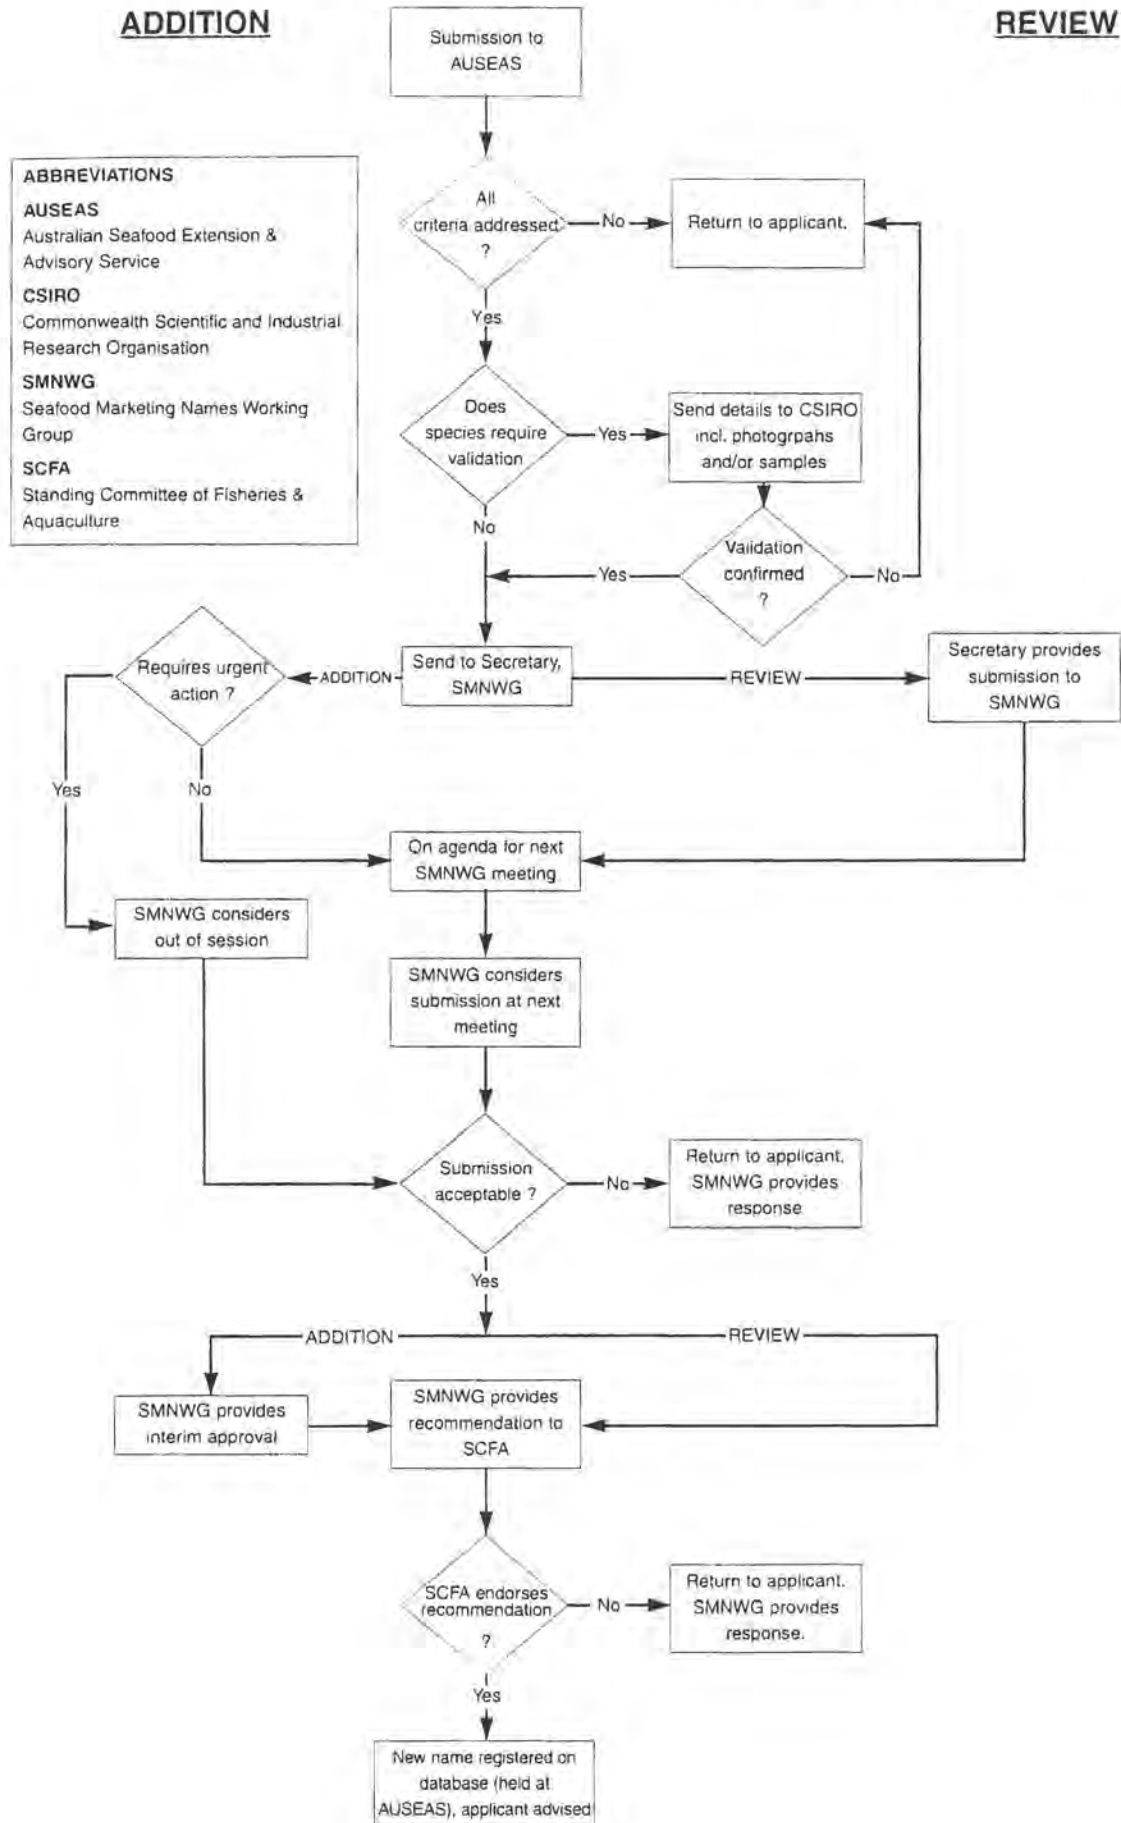 ADDITION
REVIEW
Submission to
AUSEAS
ABBREVIATIONS
AUSEAS
Australian Seafood Extension &
Advisory Service
CSIRO
Commonwealth Scientific and Industrial
Research Organisation
SMNWG
Seafood Marketing Names Working
Group
SCFA
Standing Committee of Fisheries &
Aquaculture
All
criteria addressed
?
No
Return to applicant.
Yes
Does
species require
validation
Yes
Send details to CSIRO
incl. photogrpahs
and/or samples
No
Validation
confirmed
?
Yes
No
Requires urgent
action ?
ADDITION
Send to Secretary,
SMNWG
REVIEW
Secretary provides
submission to
SMNWG
Yes
No
On agenda for next
SMNWG meeting
SMNWG considers
out of session
SMNWG considers
submission at next
meeting
Submission
acceptable ?
No
Return to applicant.
SMNWG provides
response
Yes
ADDITION
REVIEW
SMNWG provides
interim approval
SMNWG provides
recommendation to
SCFA
SCFA endorses
recommendation
?
No
Return to applicant.
SMNWG provides
response.
Yes
New name registered on
database (held at
AUSEAS), applicant advised